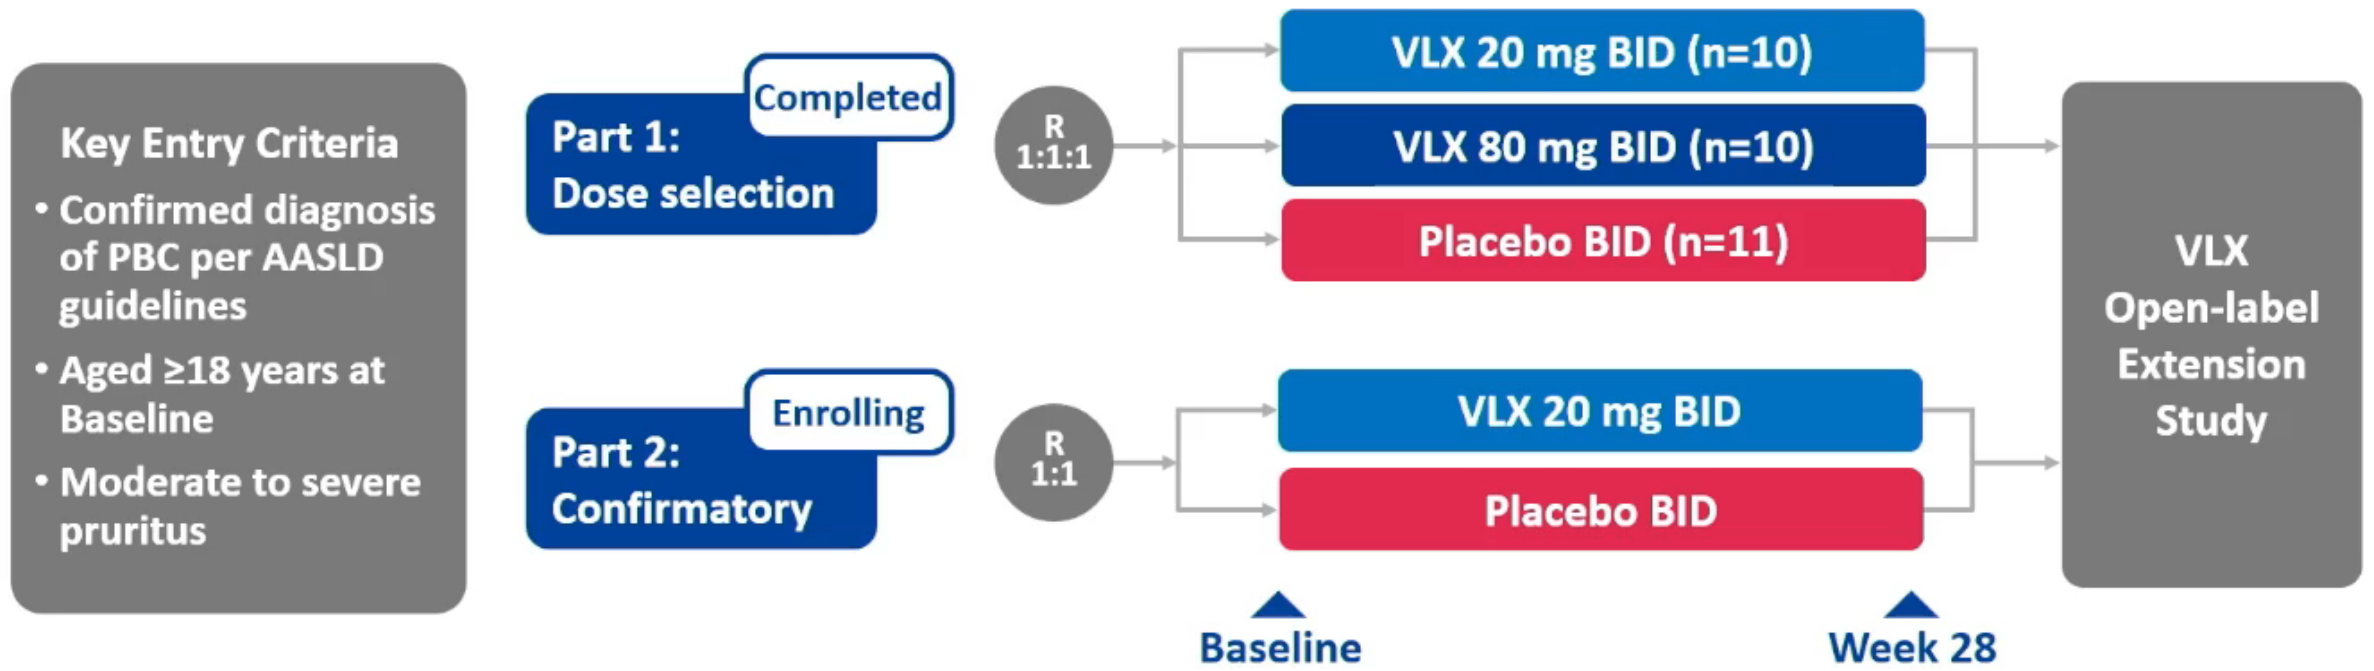 Key Entry Criteria
• Confirmed diagnosis
of PBC per AASLD
guidelines
• Aged ≥18 years at
Baseline
• Moderate to severe
pruritus
Completed
Part 1:
Dose selection
R
1:1:1
VLX 20 mg BID (n=10)
VLX 80 mg BID (n=10)
Placebo BID (n=11)
Enrolling
Part 2:
Confirmatory
R
1:1
VLX 20 mg BID
Placebo BID
Baseline
Week 28
VLX
Open-label
Extension
Study